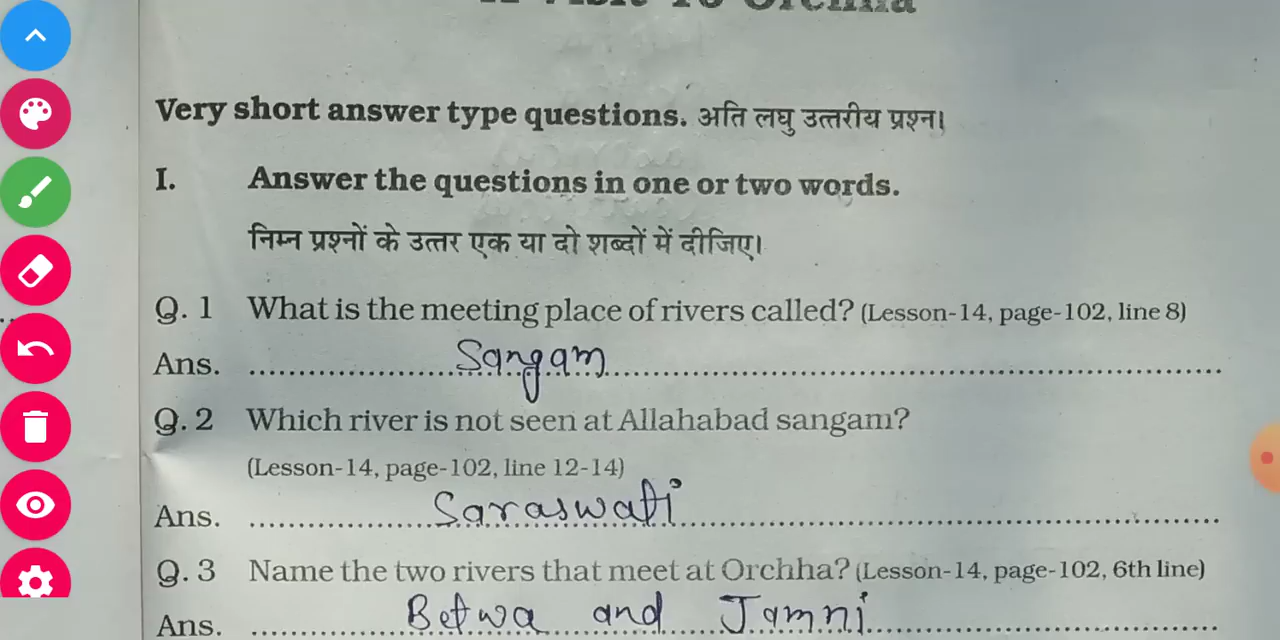 A Visit To Orchha
Very short answer type questions. अति लघु उत्तरीय प्रश्न।
I. Answer the questions in one or two words.
निम्न प्रश्नों के उत्तर एक या दो शब्दों में दीजिए।
Q. 1 What is the meeting place of rivers called? (Lesson-14, page-102, line 8)
Ans. Sangam
Q. 2 Which river is not seen at Allahabad sangam?
(Lesson-14, page-102, line 12-14)
Ans. Saraswati
Q. 3 Name the two rivers that meet at Orchha? (Lesson-14, page-102, 6th line)
Ans. Betwa and Jamni